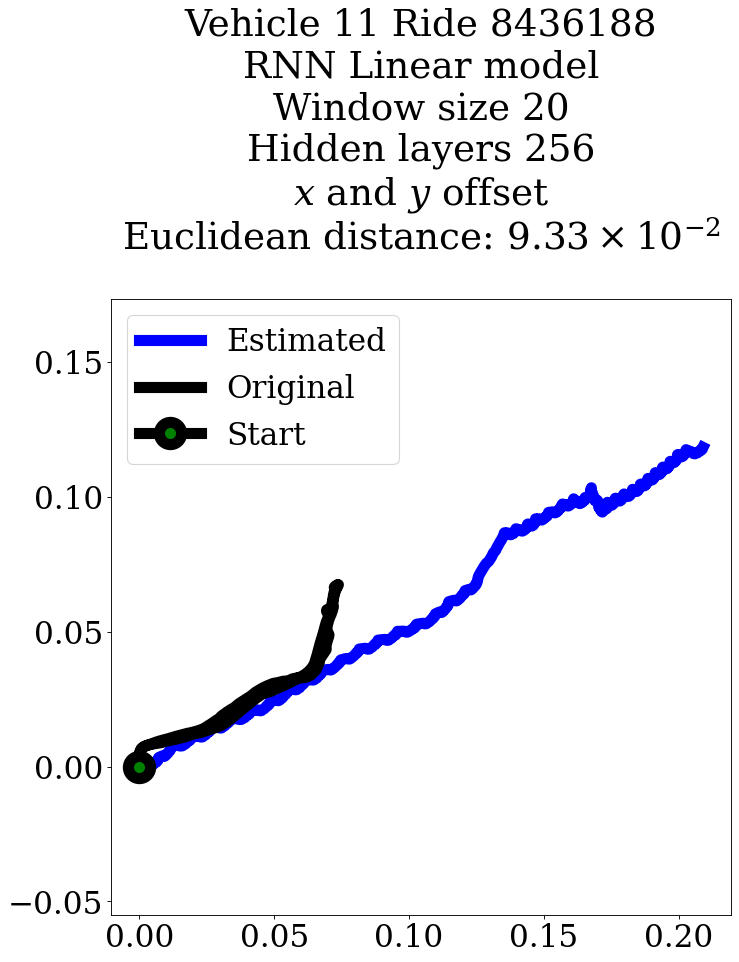 Vehicle 11 Ride 8436188
RNN Linear model
Window size 20
Hidden layers 256
x and y offset
Euclidean distance: 9.33 × 10⁻²
Estimated
Original
Start
0.15
0.10
0.05
0.00
−0.05
0.00 0.05 0.10 0.15 0.20